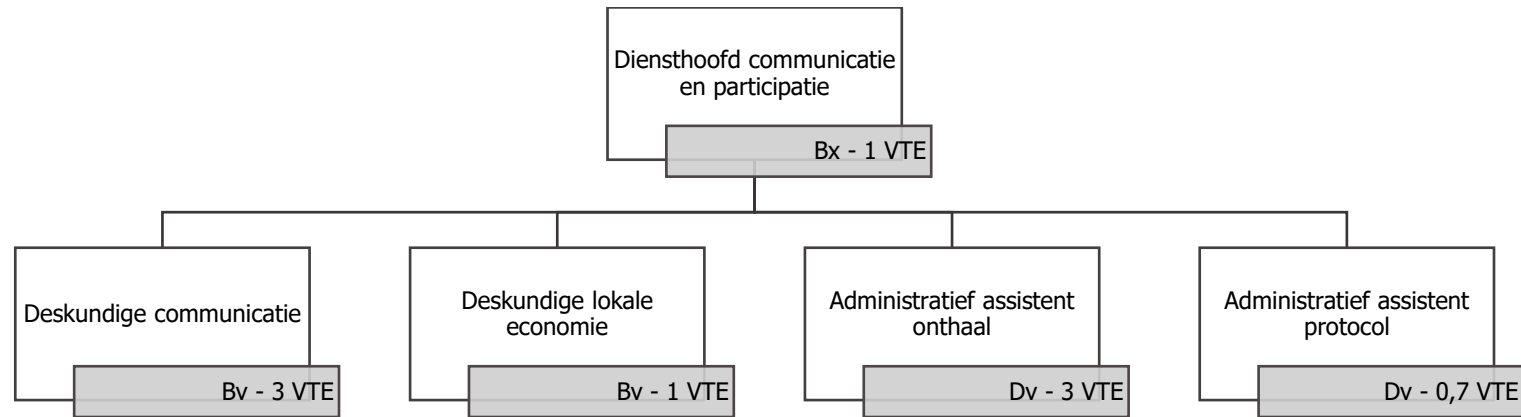 Diensthoofd communicatie
en participatie
Bx - 1 VTE
Deskundige communicatie
Bv - 3 VTE
Deskundige lokale
economie
Bv - 1 VTE
Administratief assistent
onthaal
Dv - 3 VTE
Administratief assistent
protocol
Dv - 0,7 VTE